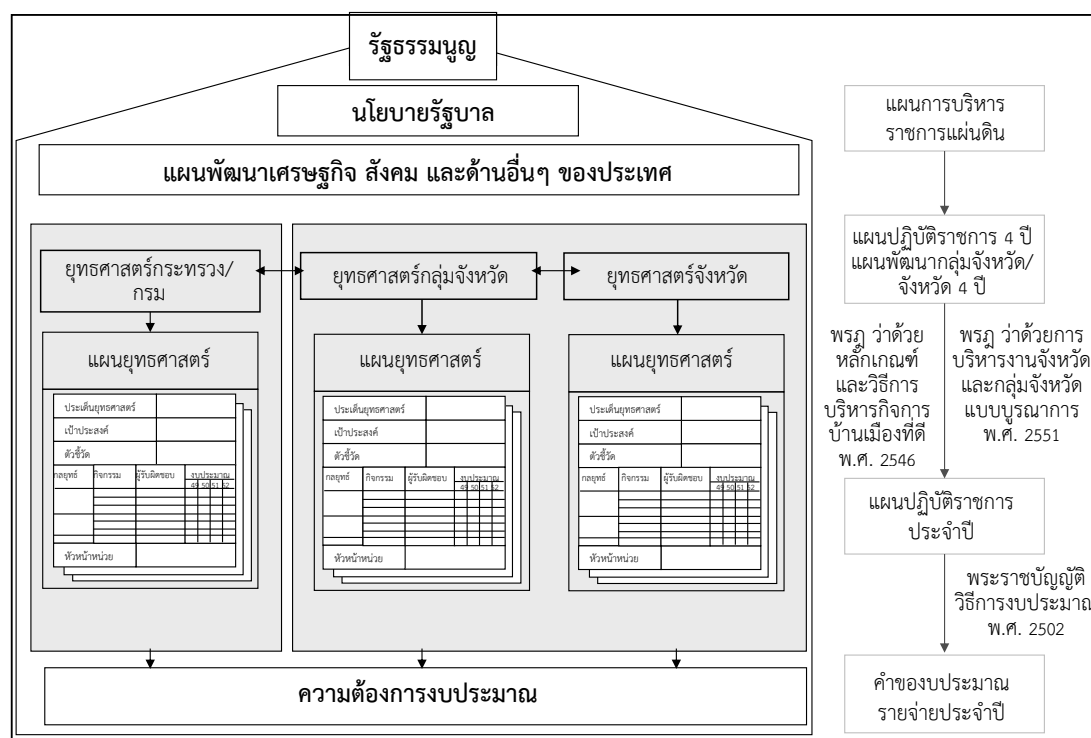 รัฐธรรมนูญ
นโยบายรัฐบาล
แผนพัฒนาเศรษฐกิจ สังคม และด้านอื่นๆ ของประเทศ
ยุทธศาสตร์กระทรวง/
กรม
ยุทธศาสตร์กลุ่มจังหวัด
ยุทธศาสตร์จังหวัด
แผนยุทธศาสตร์
ประเด็นยุทธศาสตร์
เป้าประสงค์
ตัวชี้วัด
กลยุทธ์ กิจกรรม ผู้รับผิดชอบ งบประมาณ
49 50 51 52
หัวหน้าหน่วย
แผนยุทธศาสตร์
ประเด็นยุทธศาสตร์
เป้าประสงค์
ตัวชี้วัด
กลยุทธ์ กิจกรรม ผู้รับผิดชอบ งบประมาณ
49 50 51 52
หัวหน้าหน่วย
แผนยุทธศาสตร์
ประเด็นยุทธศาสตร์
เป้าประสงค์
ตัวชี้วัด
กลยุทธ์ กิจกรรม ผู้รับผิดชอบ งบประมาณ
49 50 51 52
หัวหน้าหน่วย
ความต้องการงบประมาณ
แผนการบริหาร
ราชการแผ่นดิน
แผนปฏิบัติราชการ 4 ปี
แผนพัฒนากลุ่มจังหวัด/
จังหวัด 4 ปี
พรฎ ว่าด้วย
หลักเกณฑ์
และวิธีการ
บริหารกิจการ
บ้านเมืองที่ดี
พ.ศ. 2546
พรฎ ว่าด้วยการ
บริหารงานจังหวัด
และกลุ่มจังหวัด
แบบบูรณาการ
พ.ศ. 2551
แผนปฏิบัติราชการ
ประจำปี
พระราชบัญญัติ
วิธีการงบประมาณ
พ.ศ. 2502
คำของบประมาณ
รายจ่ายประจำปี